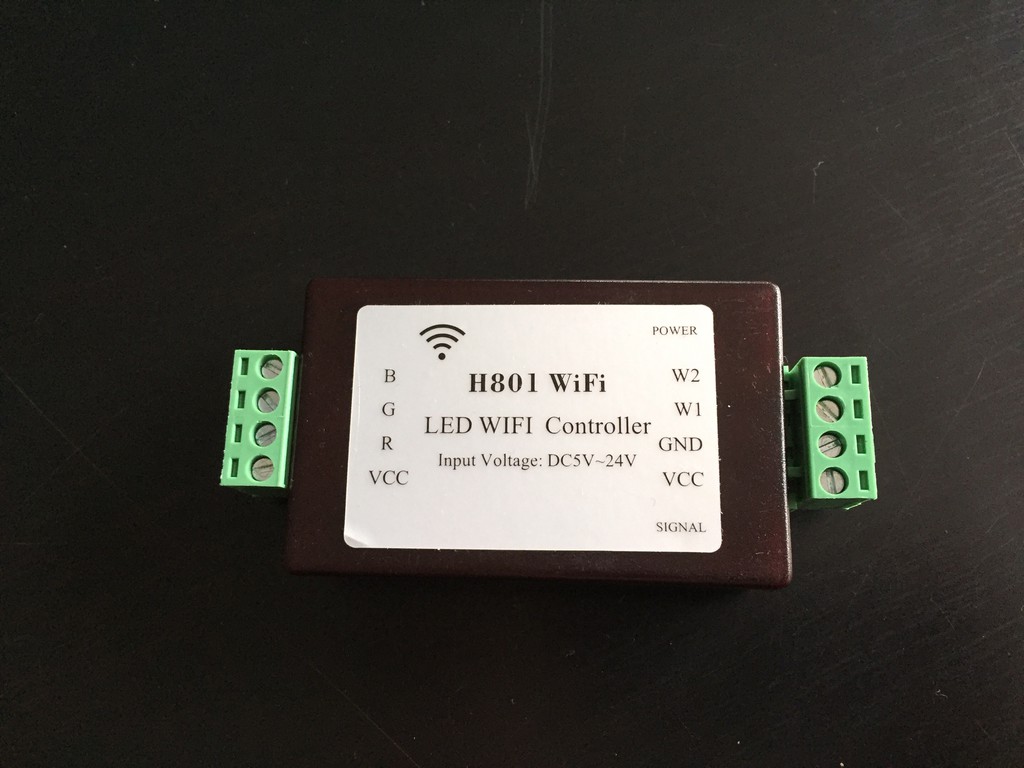 POWER
B
H801 WiFi
W2
G
LED WIFI Controller
W1
R
Input Voltage: DC5V~24V
GND
VCC
VCC
SIGNAL